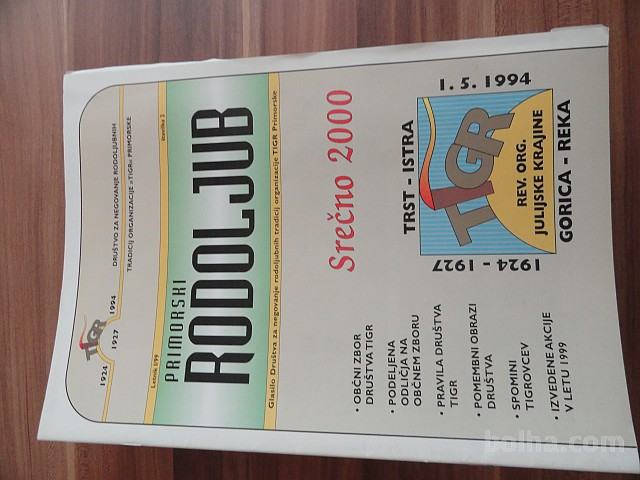 TIGR
1924
1927
1994
DRUŠTVO ZA NEGOVANJE RODOLJUBNIH
TRADICIJ ORGANIZACIJE »TIGR« PRIMORSKE
Letnik I/99
številka 2
PRIMORSKI
RODOLJUB
Glasilo Društva za negovanje rodoljubnih tradicij organizacije TIGR Primorske
Srečno 2000
• OBČNI ZBOR
DRUŠTVA TIGR
• PODELJENA
ODLIČJA NA
OBČNEM ZBORU
• PRAVILA DRUŠTVA
TIGR
• POMEMBNI OBRAZI
DRUŠTVA
• SPOMINI
TIGROVCEV
• IZVEDENE AKCIJE
V LETU 1999
TRST - ISTRA
1924 - 1927
1. 5. 1994
TIGR
REV. ORG.
JULIJSKE KRAJINE
GORICA - REKA
bolha.com